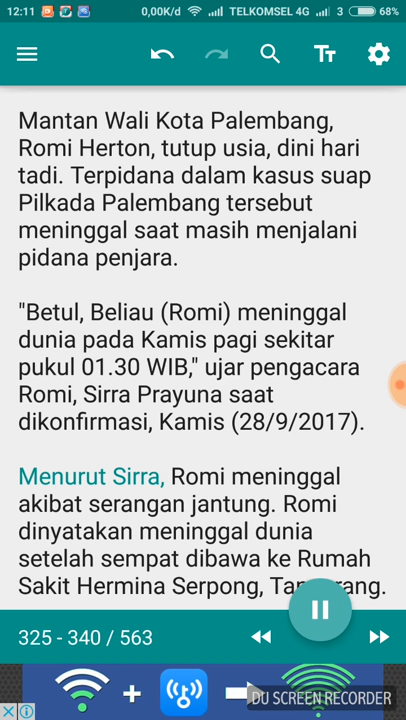 12:11 0,00K/d TELKOMSEL 4G 3 68%
Tт
Mantan Wali Kota Palembang,
Romi Herton, tutup usia, dini hari
tadi. Terpidana dalam kasus suap
Pilkada Palembang tersebut
meninggal saat masih menjalani
pidana penjara.
"Betul, Beliau (Romi) meninggal
dunia pada Kamis pagi sekitar
pukul 01.30 WIB," ujar pengacara
Romi, Sirra Prayuna saat
dikonfirmasi, Kamis (28/9/2017).
Menurut Sirra, Romi meninggal
akibat serangan jantung. Romi
dinyatakan meninggal dunia
setelah sempat dibawa ke Rumah
Sakit Hermina Serpong, Tangerang.
325 - 340 / 563
+
DU SCREEN RECORDER